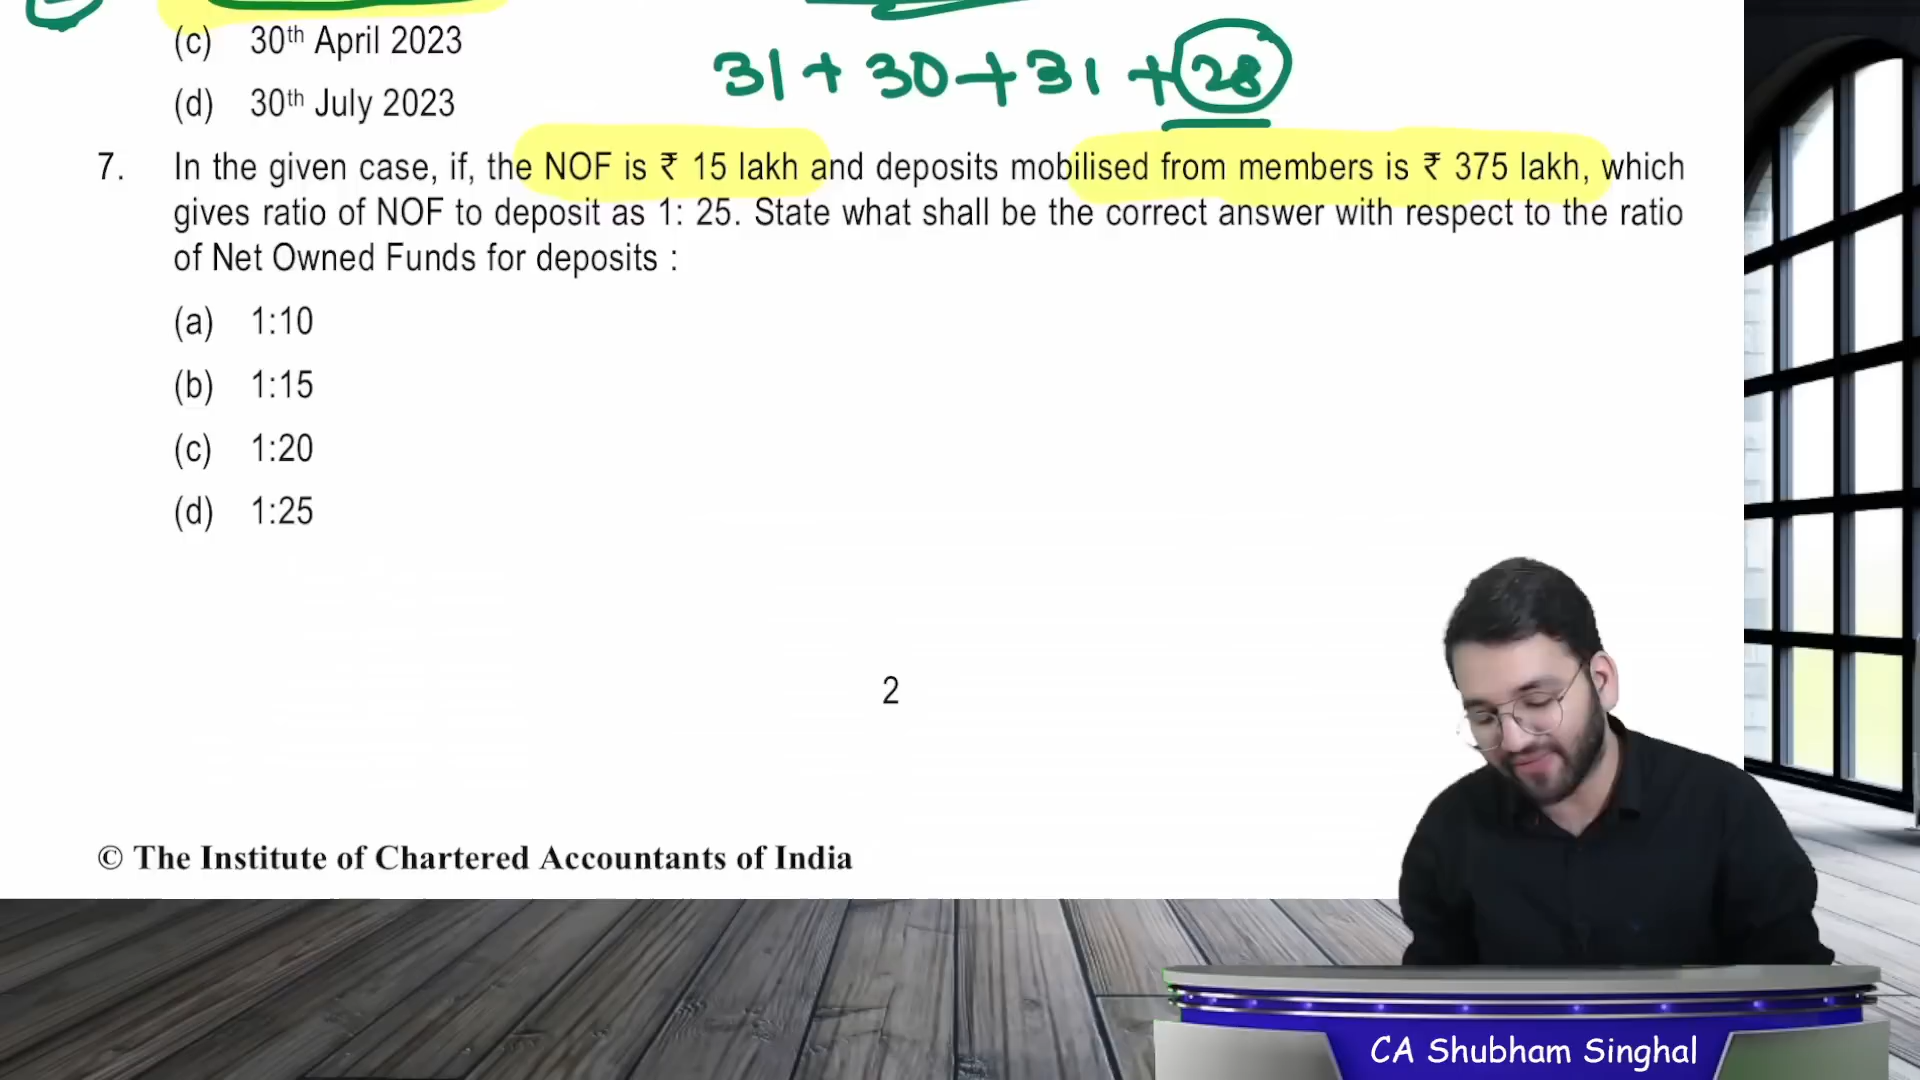 (c) 30th April 2023
31 + 30 + 31 + 28
(d) 30th July 2023
7. In the given case, if, the NOF is ₹ 15 lakh and deposits mobilised from members is ₹ 375 lakh, which
gives ratio of NOF to deposit as 1: 25. State what shall be the correct answer with respect to the ratio
of Net Owned Funds for deposits :
(a) 1:10
(b) 1:15
(c) 1:20
(d) 1:25
2
© The Institute of Chartered Accountants of India
CA Shubham Singhal